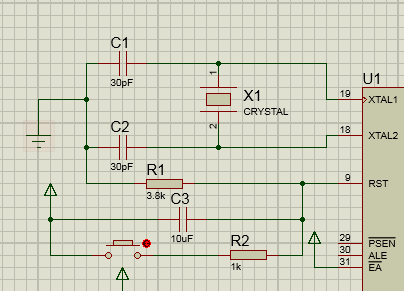 C1
30pF
U1
1
X1
CRYSTAL
2
19
XTAL1
C2
30pF
18
XTAL2
R1
3.8k
9
RST
C3
10uF
R2
1k
29
PSEN
30
ALE
31
EA